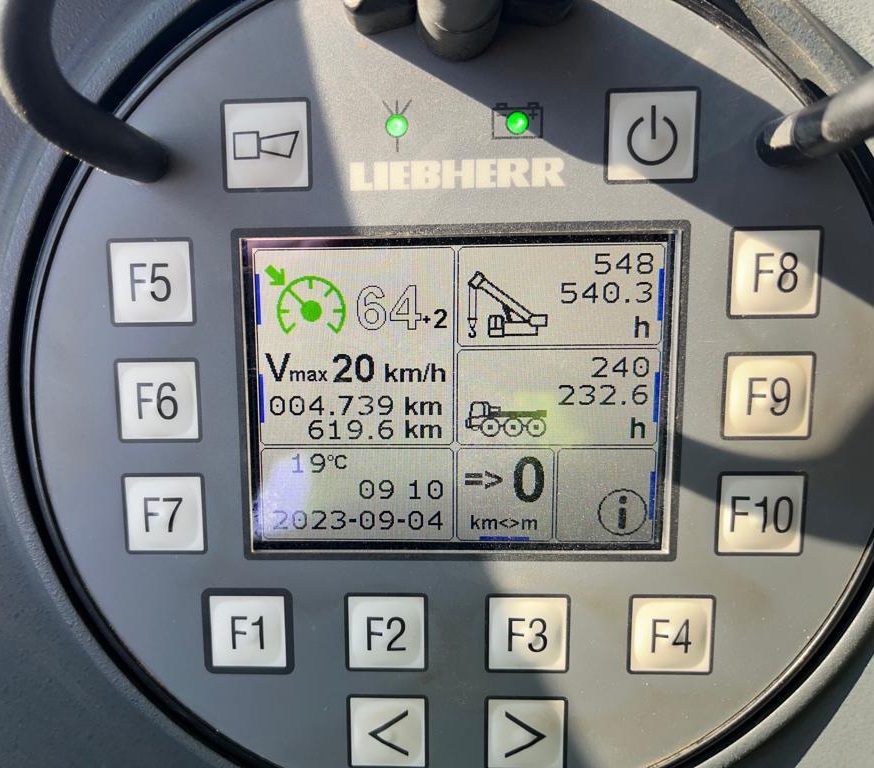 LIEBHERR
F5
F6
F7
64+2
Vmax 20 km/h
004.739 km
619.6 km
19°C
09 10
2023-09-04
548
540.3
h
240
232.6
h
=> 0
km<>m
i
F8
F9
F10
F1
F2
F3
F4
<
>